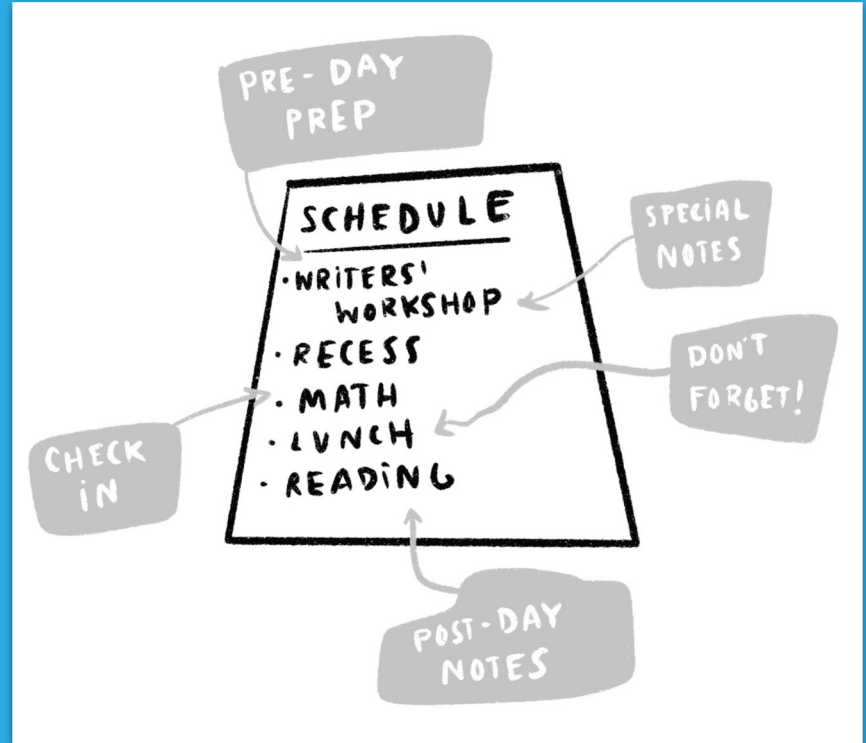 PRE-DAY
PREP
SCHEDULE
SPECiAL
NOTES
• WRiTERS'
WORKSHOP
• RECESS
• MATH
• LUNCH
• READiNG
DON'T
FORGET!
CHECK
iN
POST-DAY
NOTES